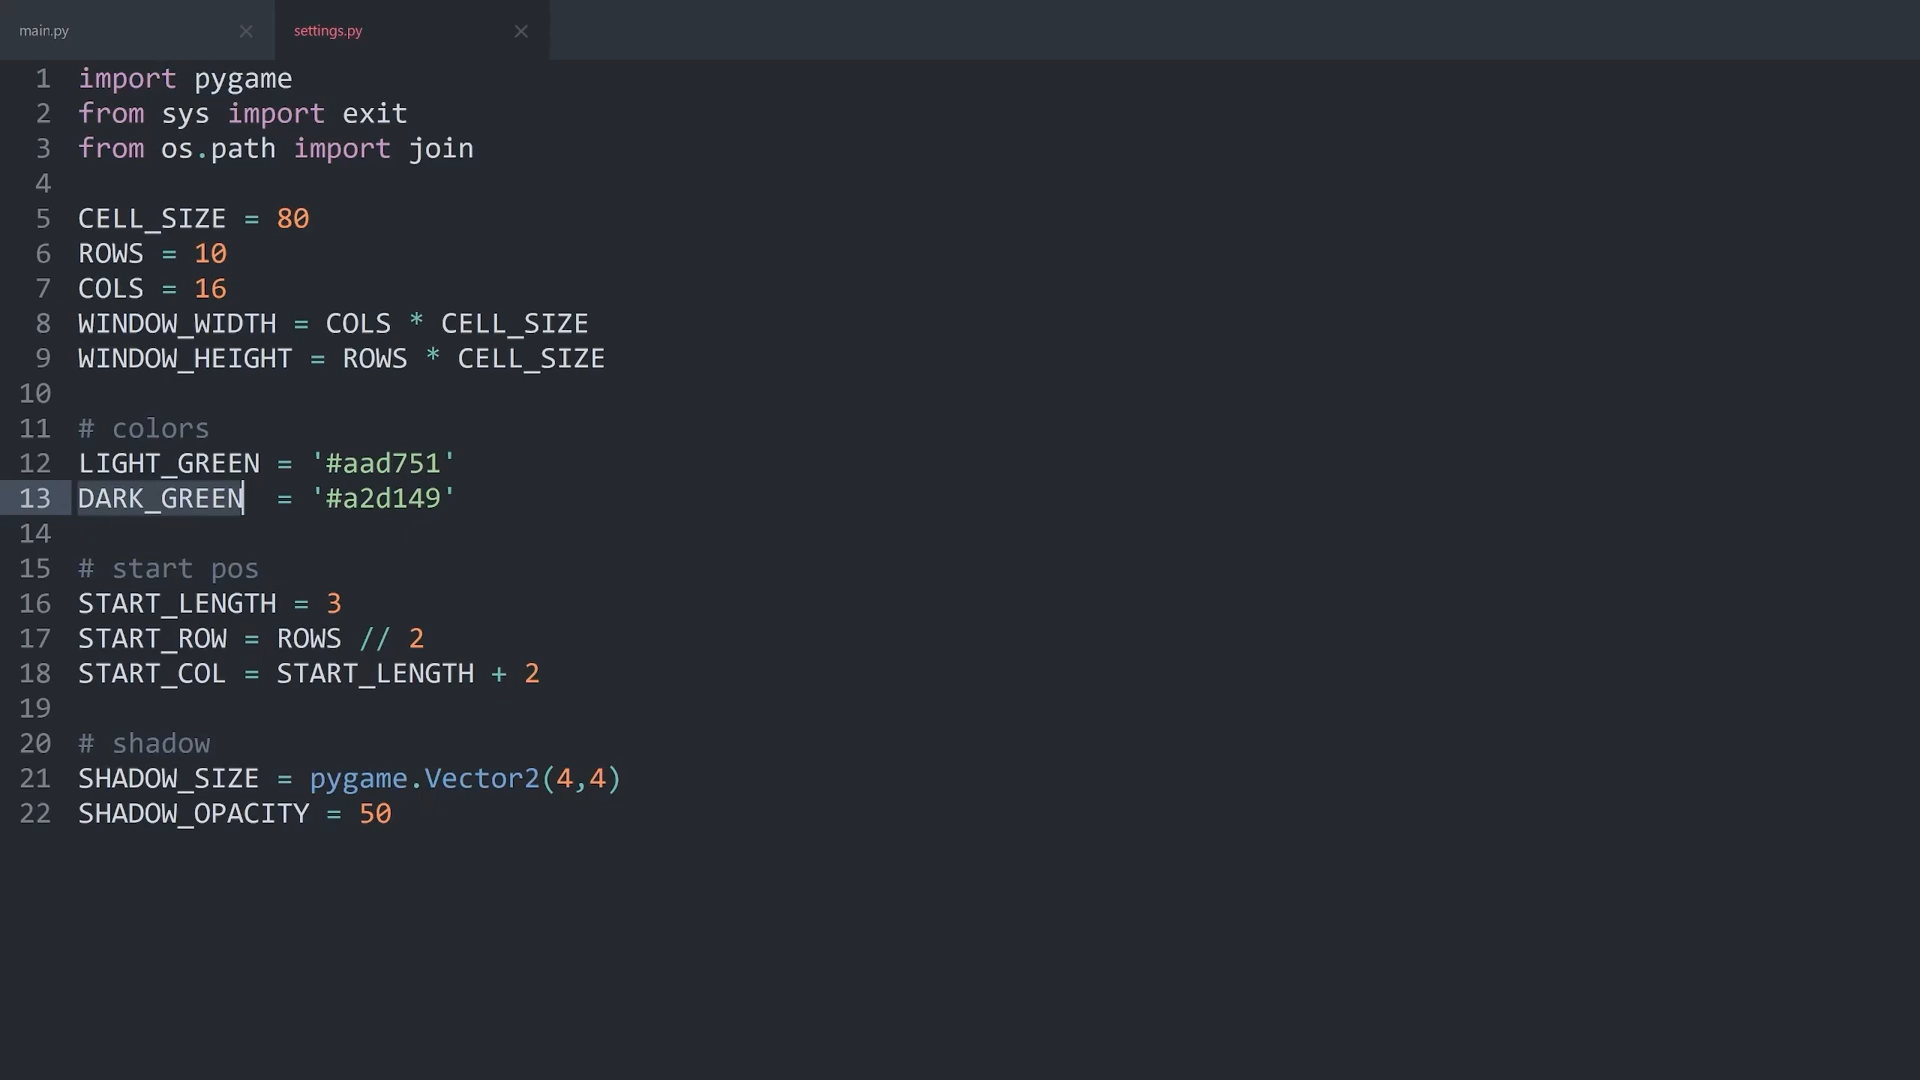 main.py
settings.py
1 import pygame
2 from sys import exit
3 from os.path import join
4
5 CELL_SIZE = 80
6 ROWS = 10
7 COLS = 16
8 WINDOW_WIDTH = COLS * CELL_SIZE
9 WINDOW_HEIGHT = ROWS * CELL_SIZE
10
11 # colors
12 LIGHT_GREEN = '#aad751'
13 DARK_GREEN  = '#a2d149'
14
15 # start pos
16 START_LENGTH = 3
17 START_ROW = ROWS // 2
18 START_COL = START_LENGTH + 2
19
20 # shadow
21 SHADOW_SIZE = pygame.Vector2(4,4)
22 SHADOW_OPACITY = 50